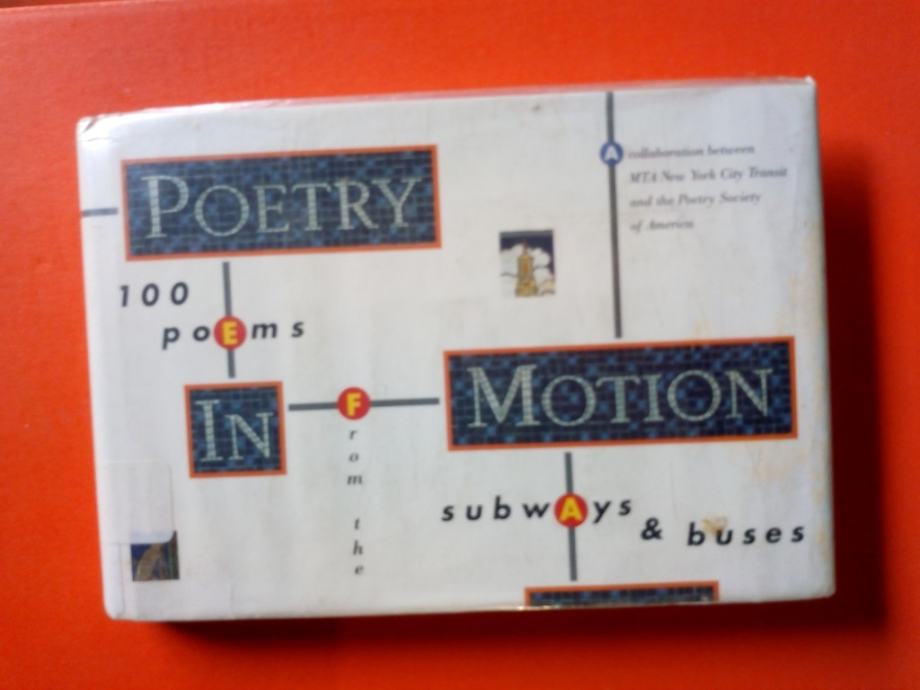 POETRY
100
poEms
IN
From the
MOTION
subwAys
& buses
A collaboration between
MTA New York City Transit
and the Poetry Society
of America